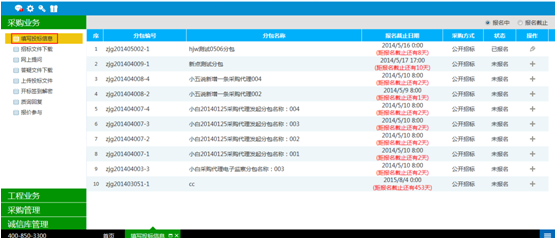 采购业务
填写投标信息
招标文件下载
网上提问
答疑文件下载
上传投标文件
开标签到解密
质询回复
报价参与
工程业务
采购管理
诚信库管理
400-850-3300
报名中 报名截止
序 分包编号 分包名称 报名截止日期 采购方式 状态 操作
1 zjg201405002-1 hjw测试0506分包 2014/5/16 0:00 公开招标 已报名
(距报名截止还有8天)
2 zjg201404009-1 新点测试分包 2014/5/17 17:00 公开招标 未报名
(距报名截止还有10天)
3 zjg201404008-4 小五说新增一条采购代理004 2014/5/10 8:00 公开招标 未报名
(距报名截止还有2天)
4 zjg201404008-2 小五说新增一条采购代理002 2014/5/9 8:00 公开招标 未报名
(距报名截止还有1天)
5 zjg201404007-4 小白20140125采购代理发起分包名称：004 2014/5/10 8:00 公开招标 未报名
(距报名截止还有2天)
6 zjg201404007-3 小白20140125采购代理发起分包名称：003 2014/5/10 8:00 公开招标 未报名
(距报名截止还有2天)
7 zjg201404007-2 小白20140125采购代理发起分包名称：002 2014/5/10 8:00 公开招标 未报名
(距报名截止还有2天)
8 zjg201404007-1 小白20140125采购代理发起分包名称：001 2014/5/10 8:00 公开招标 未报名
(距报名截止还有2天)
9 zjg201404003-3 小白采购代理电子监察分包名称：003 2014/5/10 8:00 公开招标 未报名
(距报名截止还有2天)
10 zjg201403051-1 cc 2015/8/4 0:00 公开招标 未报名
(距报名截止还有453天)
首页 填写投标信息